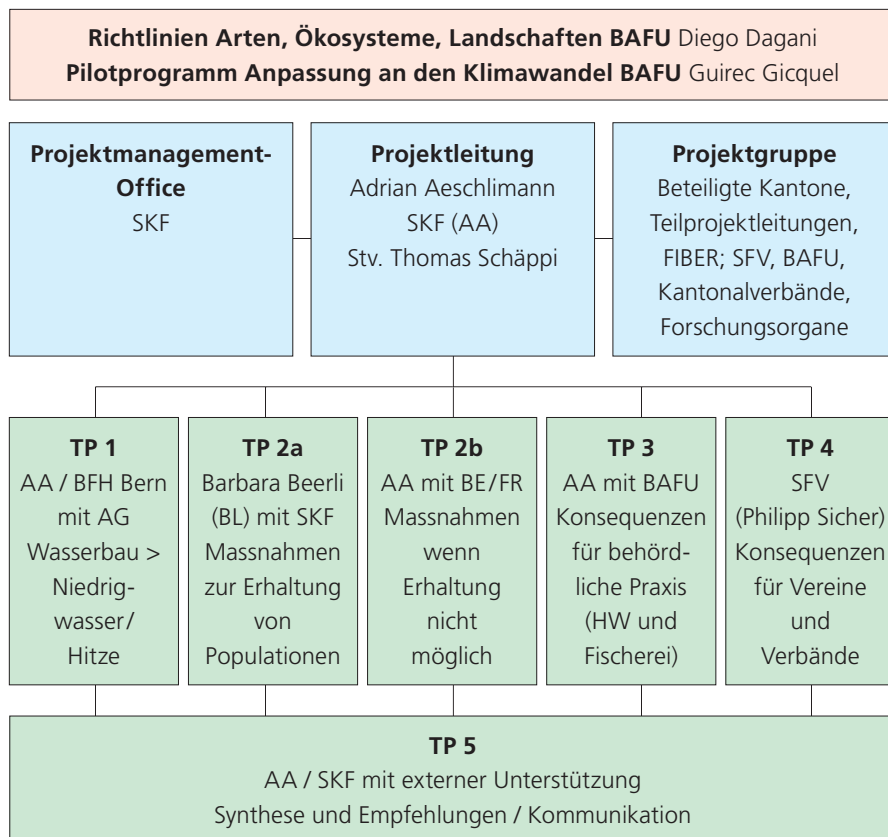 Richtlinien Arten, Ökosysteme, Landschaften BAFU Diego Dagani
Pilotprogramm Anpassung an den Klimawandel BAFU Guirec Gicquel
Projektmanagement-
Office
SKF
Projektleitung
Adrian Aeschlimann
SKF (AA)
Stv. Thomas Schäppi
Projektgruppe
Beteiligte Kantone,
Teilprojektleitungen,
FIBER; SFV, BAFU,
Kantonalverbände,
Forschungsorgane
TP 1
AA / BFH Bern
mit AG
Wasserbau >
Niedrig-
wasser/
Hitze
TP 2a
Barbara Beerli
(BL) mit SKF
Massnahmen
zur Erhaltung
von
Populationen
TP 2b
AA mit BE/FR
Massnahmen
wenn
Erhaltung
nicht
möglich
TP 3
AA mit BAFU
Konsequenzen
für behörd-
liche Praxis
(HW und
Fischerei)
TP 4
SFV
(Philipp Sicher)
Konsequenzen
für Vereine
und
Verbände
TP 5
AA / SKF mit externer Unterstützung
Synthese und Empfehlungen / Kommunikation